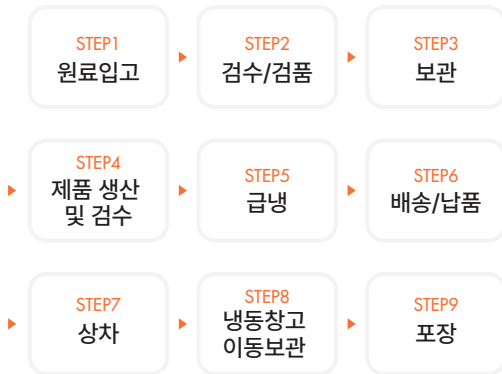 STEP1
원료입고
STEP2
검수/검품
STEP3
보관
STEP4
제품 생산
및 검수
STEP5
급냉
STEP6
배송/납품
STEP7
상차
STEP8
냉동창고
이동보관
STEP9
포장